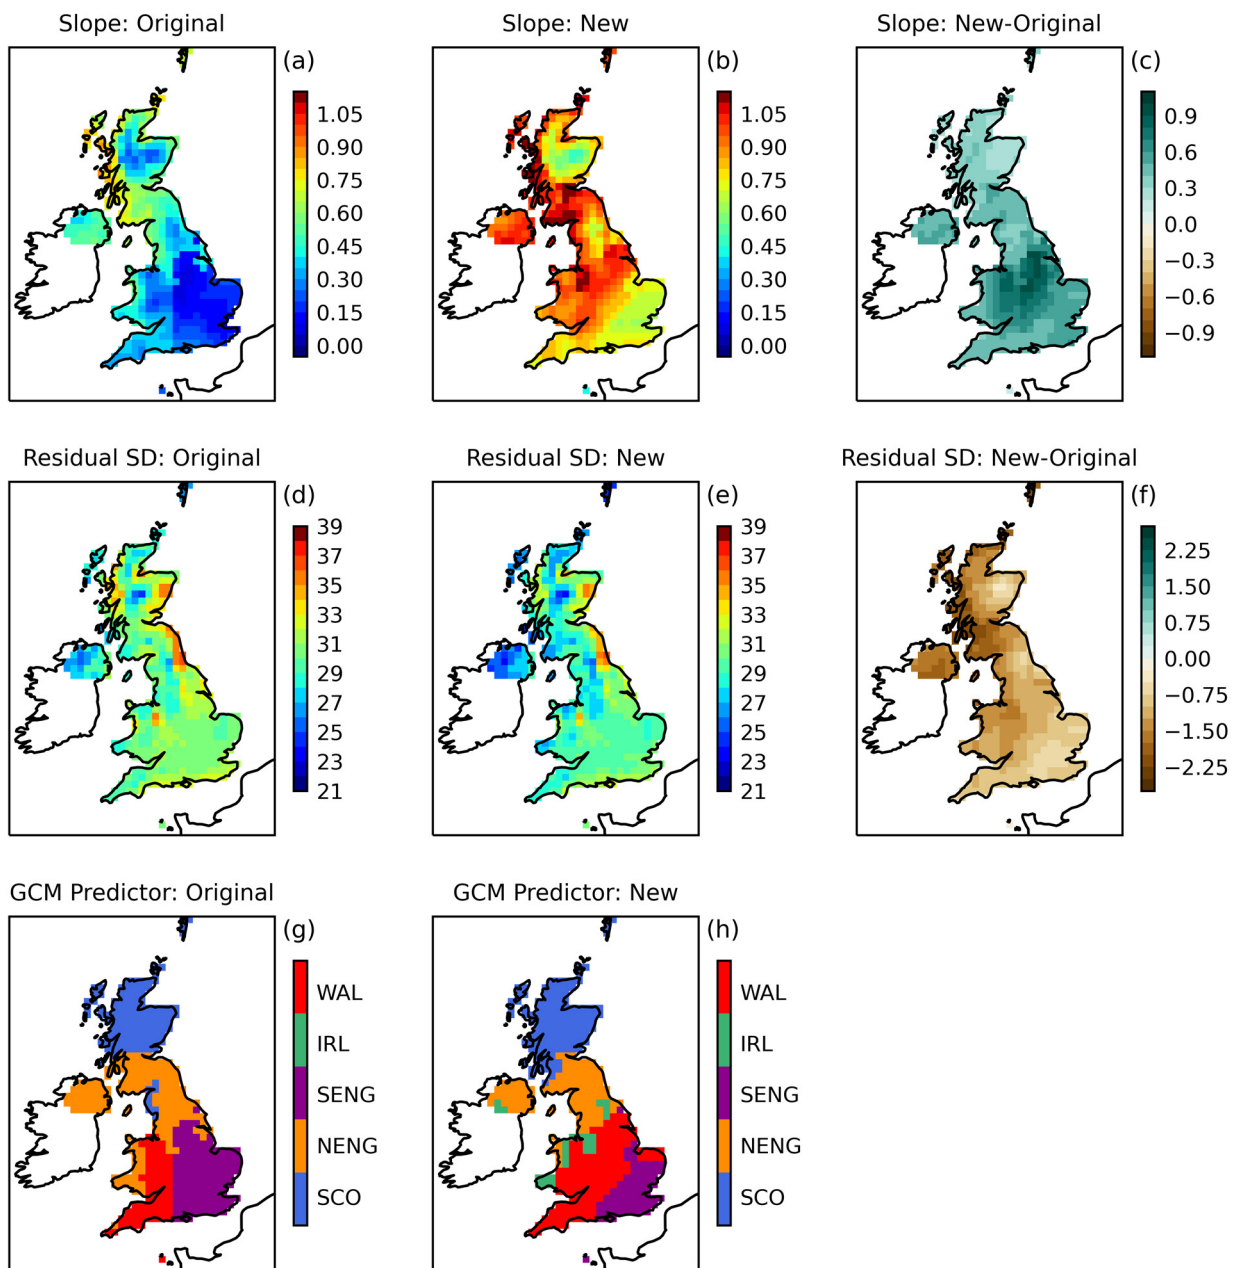 Slope: Original
(a)
1.05
0.90
0.75
0.60
0.45
0.30
0.15
0.00
Slope: New
(b)
1.05
0.90
0.75
0.60
0.45
0.30
0.15
0.00
Slope: New-Original
(c)
0.9
0.6
0.3
0.0
−0.3
−0.6
−0.9
Residual SD: Original
(d)
39
37
35
33
31
29
27
25
23
21
Residual SD: New
(e)
39
37
35
33
31
29
27
25
23
21
Residual SD: New-Original
(f)
2.25
1.50
0.75
0.00
−0.75
−1.50
−2.25
GCM Predictor: Original
(g)
WAL
IRL
SENG
NENG
SCO
GCM Predictor: New
(h)
WAL
IRL
SENG
NENG
SCO